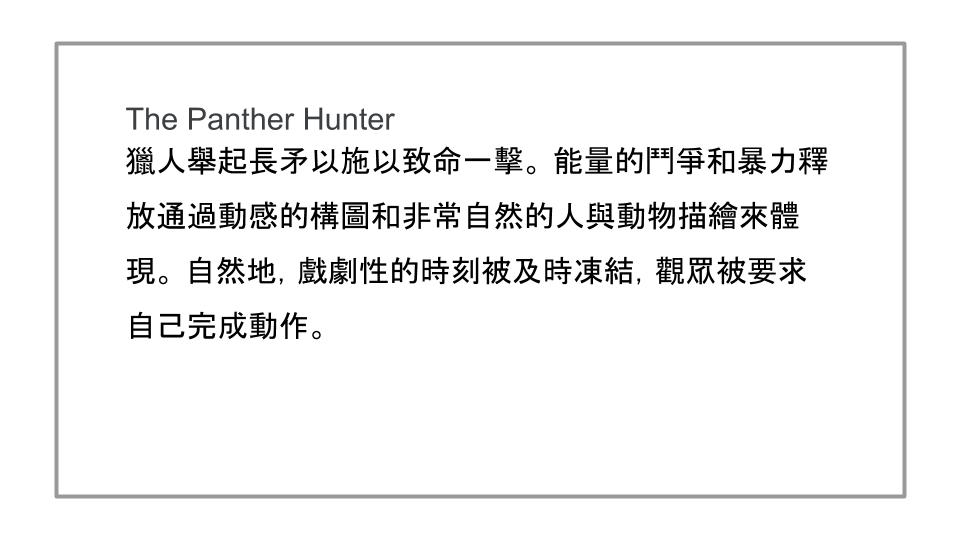 The Panther Hunter
獵人舉起長矛以施以致命一擊。能量的鬥爭和暴力釋
放通過動感的構圖和非常自然的人與動物描繪來體
現。自然地, 戲劇性的時刻被及時凍結, 觀眾被要求
自己完成動作。